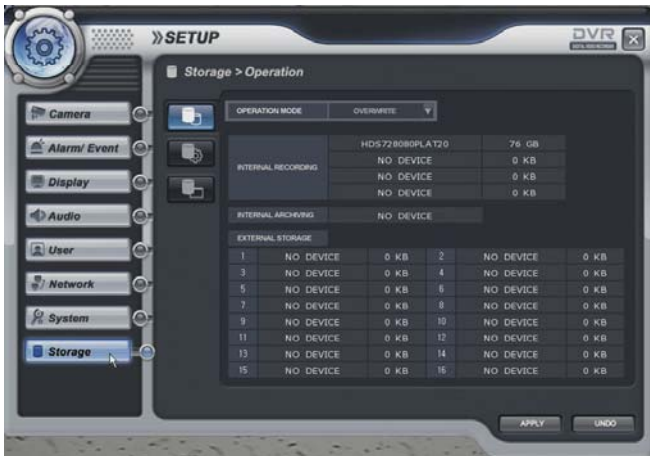 »SETUP
DVR
DIGITAL VIDEO RECORDER
Storage > Operation
Camera
Alarm/ Event
Display
Audio
User
Network
System
Storage
OPERATION MODE OVERWRITE
INTERNAL RECORDING
HDS728080PLAT20 76 GB
NO DEVICE 0 KB
NO DEVICE 0 KB
NO DEVICE 0 KB
INTERNAL ARCHIVING NO DEVICE
EXTERNAL STORAGE
1 NO DEVICE 0 KB 2 NO DEVICE 0 KB
3 NO DEVICE 0 KB 4 NO DEVICE 0 KB
5 NO DEVICE 0 KB 6 NO DEVICE 0 KB
7 NO DEVICE 0 KB 8 NO DEVICE 0 KB
9 NO DEVICE 0 KB 10 NO DEVICE 0 KB
11 NO DEVICE 0 KB 12 NO DEVICE 0 KB
13 NO DEVICE 0 KB 14 NO DEVICE 0 KB
15 NO DEVICE 0 KB 16 NO DEVICE 0 KB
APPLY UNDO